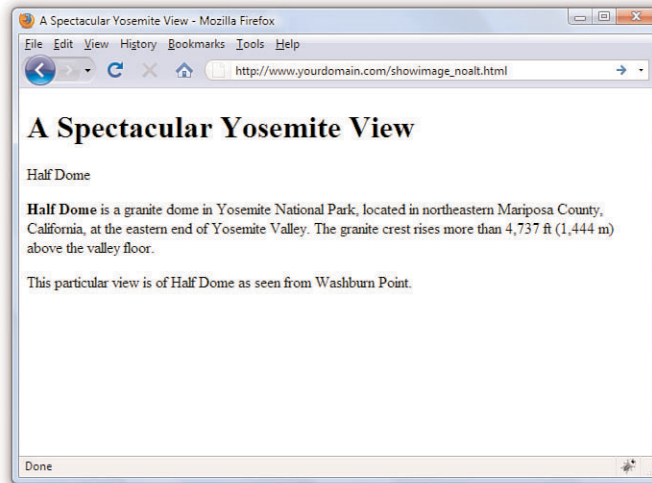 A Spectacular Yosemite View - Mozilla Firefox
File Edit View History Bookmarks Tools Help
http://www.yourdomain.com/showimage_noalt.html
A Spectacular Yosemite View
Half Dome
Half Dome is a granite dome in Yosemite National Park, located in northeastern Mariposa County,
California, at the eastern end of Yosemite Valley. The granite crest rises more than 4,737 ft (1,444 m)
above the valley floor.
This particular view is of Half Dome as seen from Washburn Point.
Done